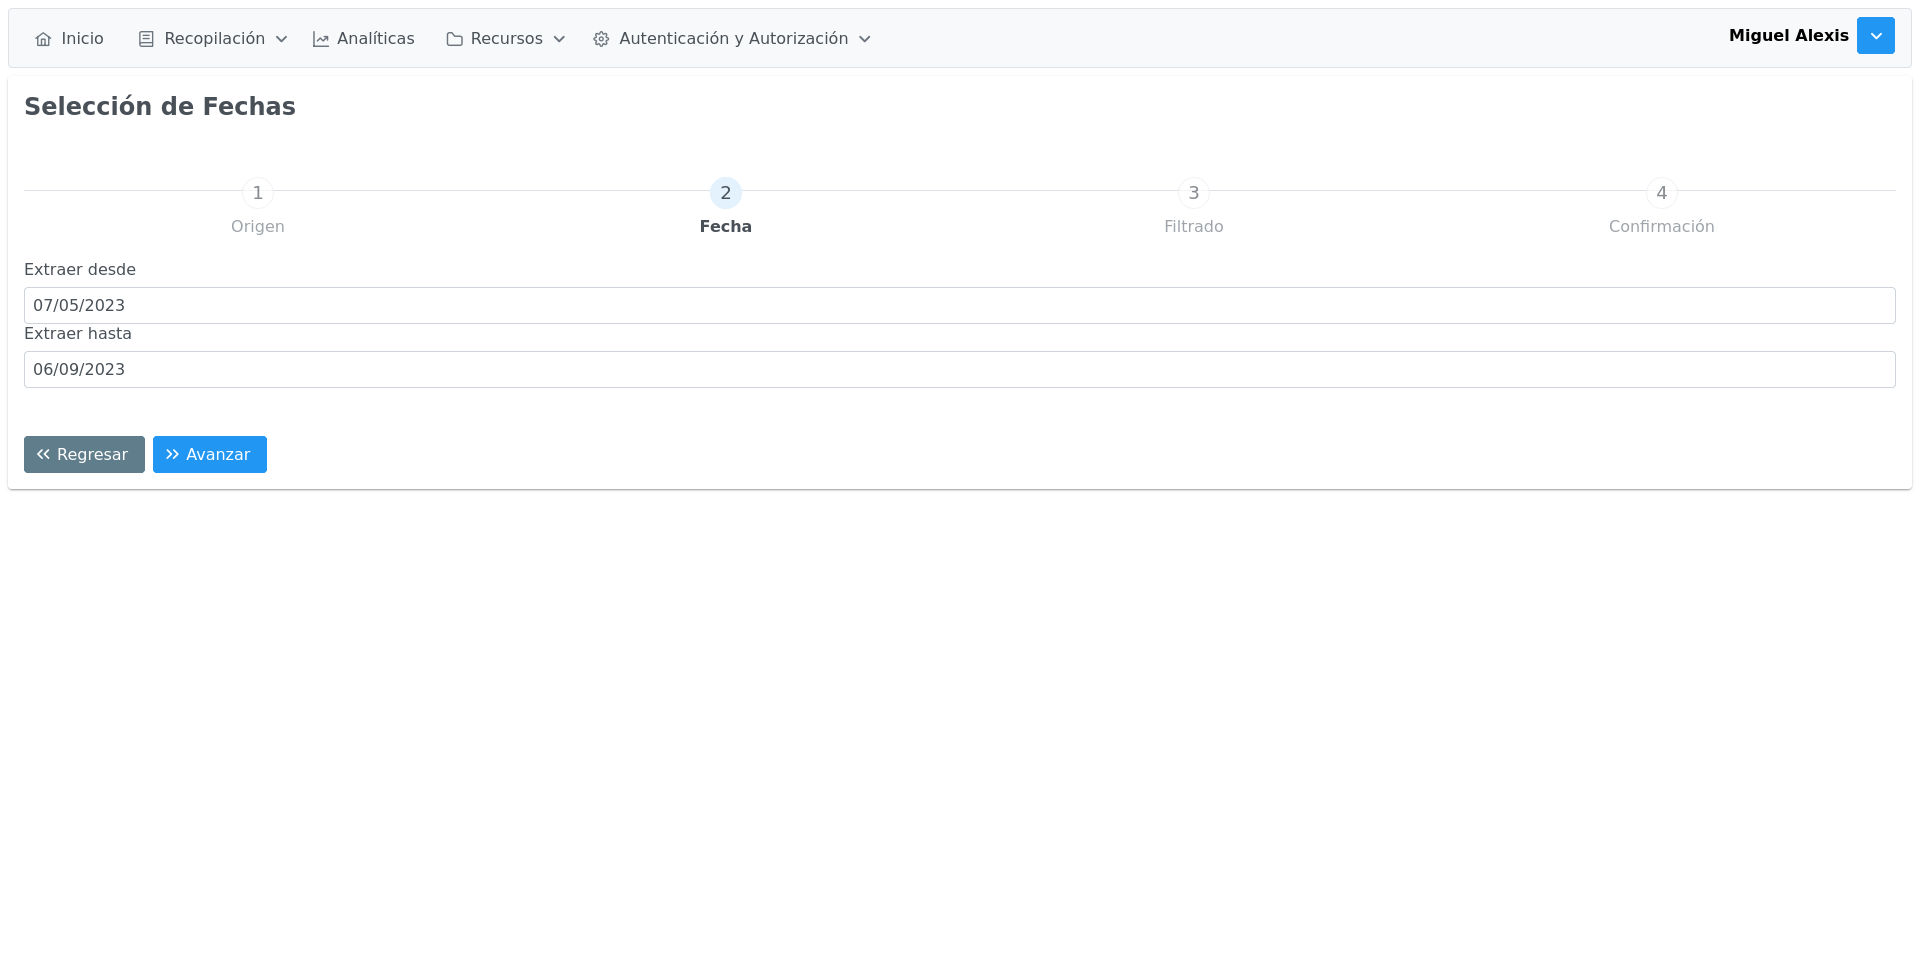 Inicio Recopilación Analíticas Recursos Autenticación y Autorización Miguel Alexis
Selección de Fechas
1 2 3 4
Origen Fecha Filtrado Confirmación
Extraer desde
07/05/2023
Extraer hasta
06/09/2023
Regresar Avanzar